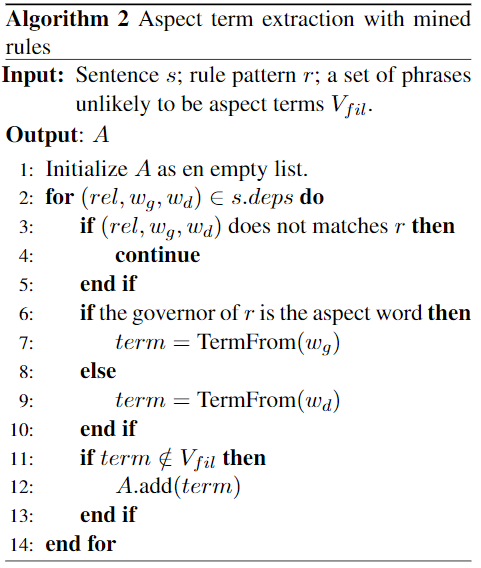 Algorithm 2 Aspect term extraction with mined
rules
Input: Sentence s; rule pattern r; a set of phrases
unlikely to be aspect terms V_{fil}.
Output: A
1: Initialize A as en empty list.
2: for (rel, w_g, w_d) ∈ s.deps do
3: if (rel, w_g, w_d) does not matches r then
4: continue
5: end if
6: if the governor of r is the aspect word then
7: term = TermFrom(w_g)
8: else
9: term = TermFrom(w_d)
10: end if
11: if term ∉ V_{fil} then
12: A.add(term)
13: end if
14: end for